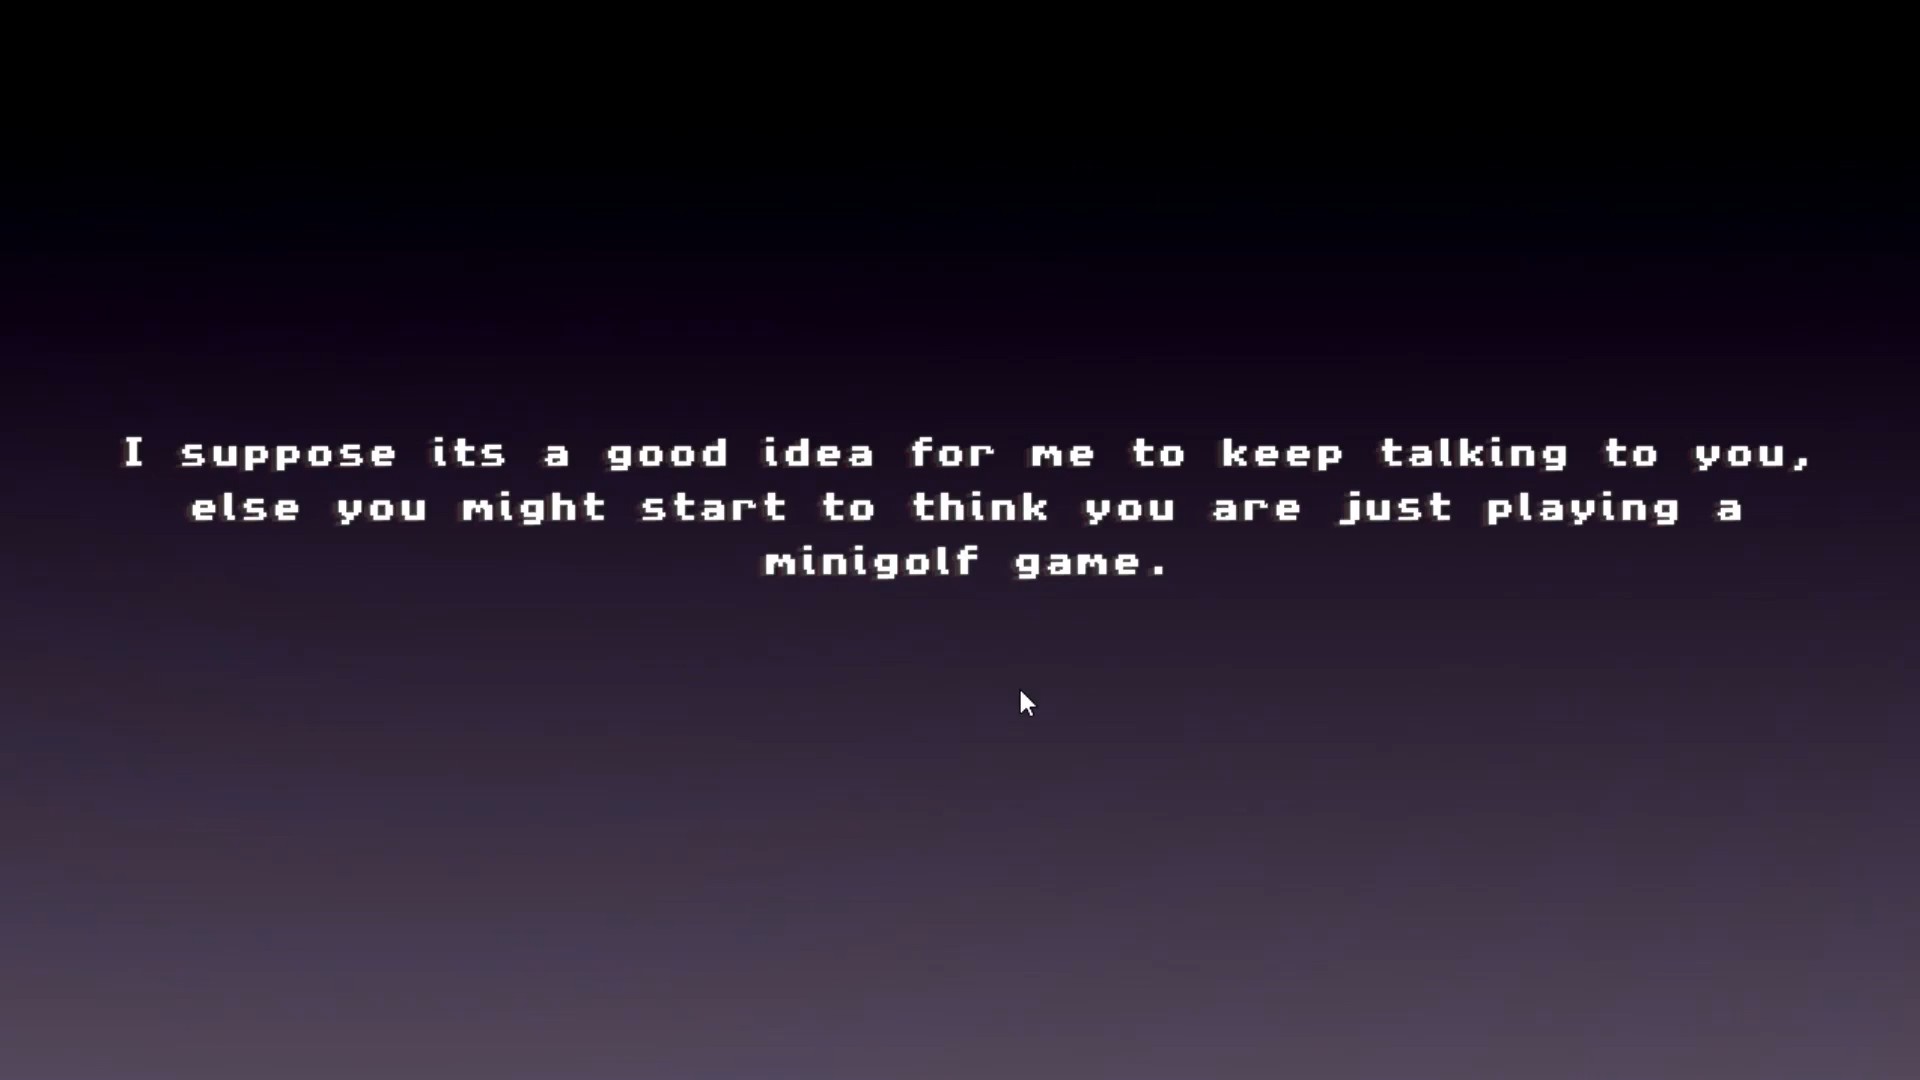 I suppose its a good idea for me to keep talking to you,
else you might start to think you are just playing a
minigolf game.